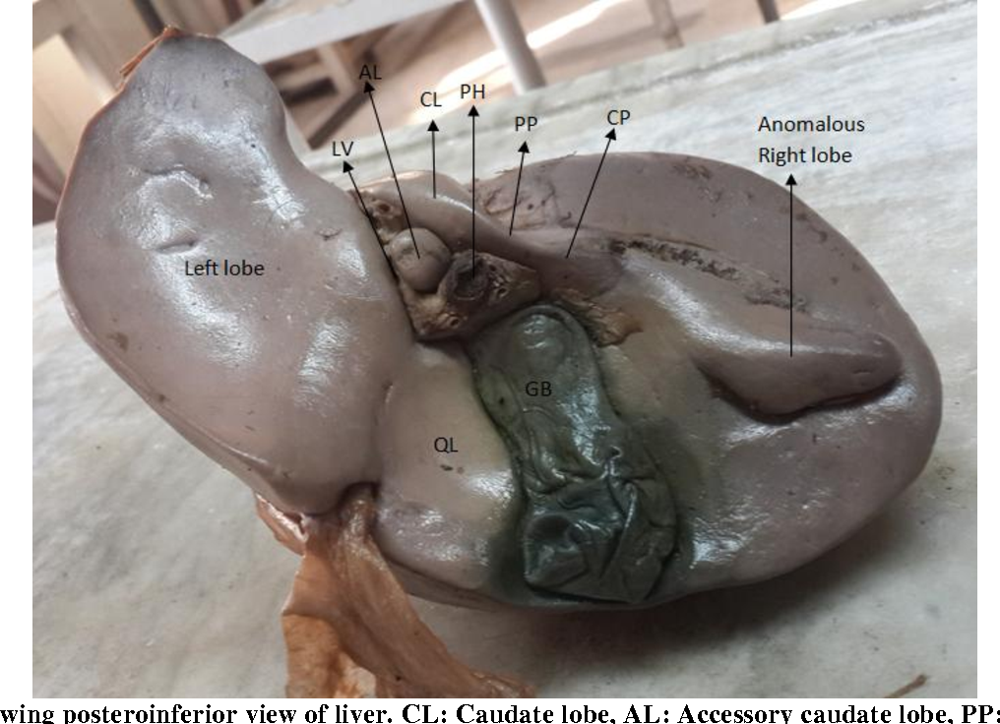 AL
CL
PH
PP
CP
Anomalous
Right lobe
LV
Left lobe
GB
QL
wing posteroinferior view of liver. CL: Caudate lobe, AL: Accessory caudate lobe, PP: